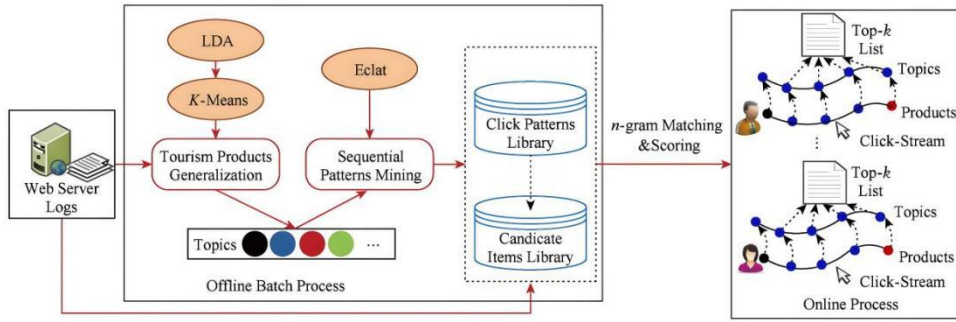 Web Server
Logs
LDA
K-Means
Tourism Products
Generalization
Eclat
Sequential
Patterns Mining
Topics
...
Offline Batch Process
Click Patterns
Library
Candicate
Items Library
n-gram Matching
&Scoring
Top-k
List
Topics
Products
Click-Stream
Top-k
List
Topics
Products
Click-Stream
Online Process